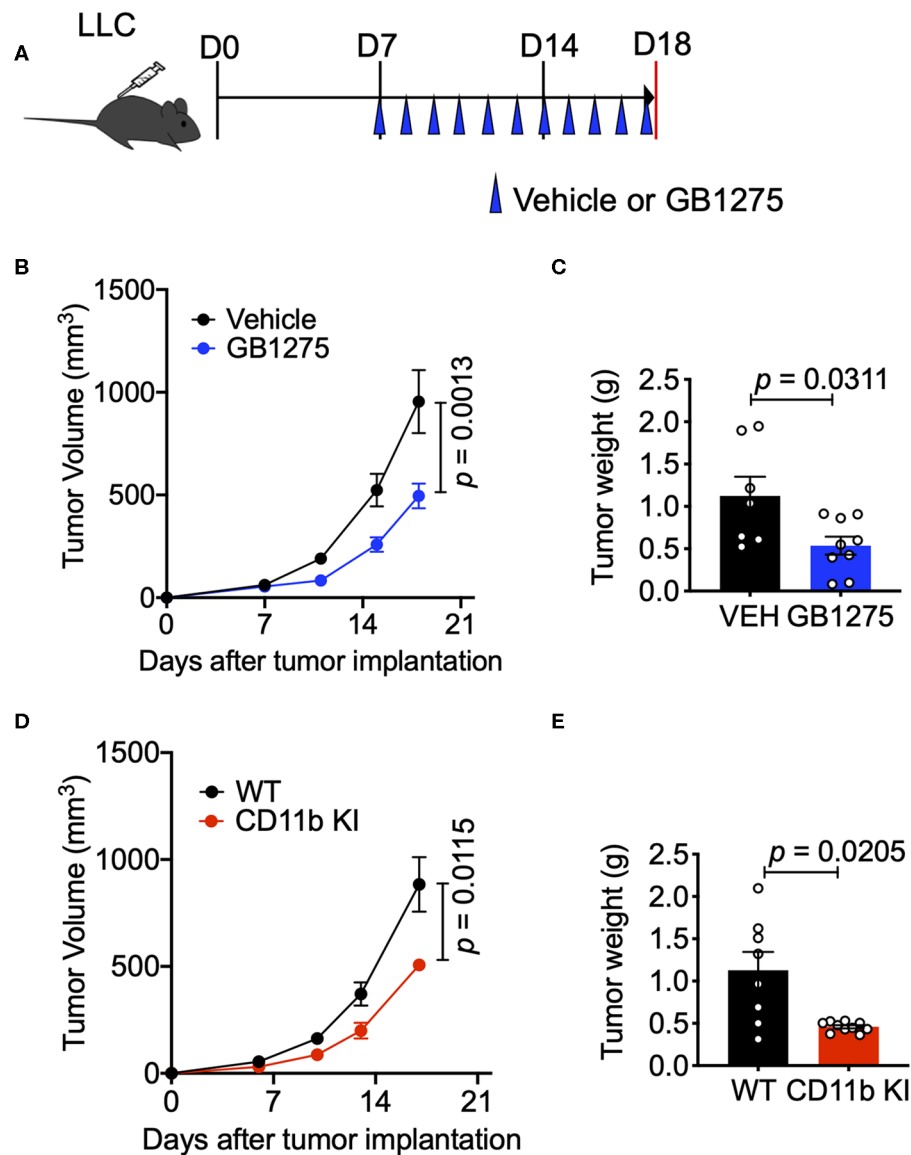 A
LLC
D0 D7 D14 D18
Vehicle or GB1275
B
Tumor Volume (mm³)
1500
1000
500
0
Vehicle
GB1275
p = 0.0013
0 7 14 21
Days after tumor implantation
C
Tumor weight (g)
2.5
2.0
1.5
1.0
0.5
0.0
p = 0.0311
VEH GB1275
D
Tumor Volume (mm³)
1500
1000
500
0
WT
CD11b KI
p = 0.0115
0 7 14 21
Days after tumor implantation
E
Tumor weight (g)
2.5
2.0
1.5
1.0
0.5
0.0
p = 0.0205
WT CD11b KI